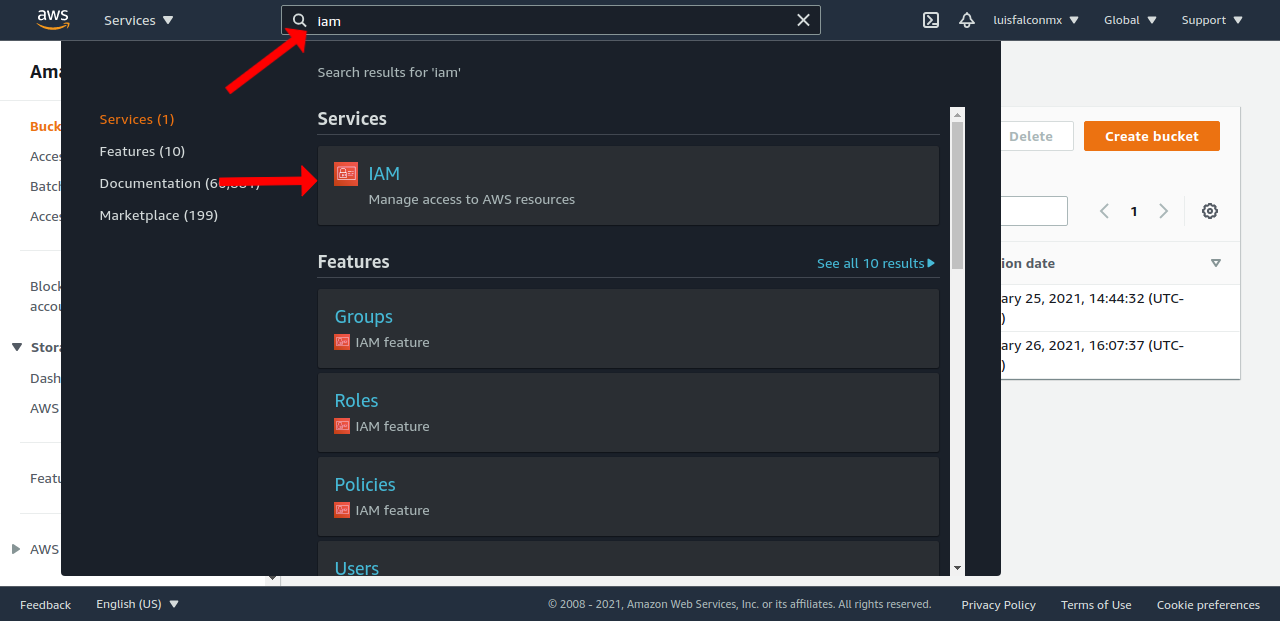 aws
Services
iam
luisfalconmx
Global
Support
Search results for 'iam'
Services (1)
Features (10)
Documentation
Marketplace (199)
Services
IAM
Manage access to AWS resources
Features
See all 10 results
Groups
IAM feature
Roles
IAM feature
Policies
IAM feature
Users
Delete
Create bucket
1
ion date
ary 25, 2021, 14:44:32 (UTC-
)
ary 26, 2021, 16:07:37 (UTC-
)
Ama
Buck
Acces
Batch
Acces
Block
accou
Stora
Dash
AWS
Featu
AWS
Feedback
English (US)
© 2008 - 2021, Amazon Web Services, Inc. or its affiliates. All rights reserved.
Privacy Policy
Terms of Use
Cookie preferences